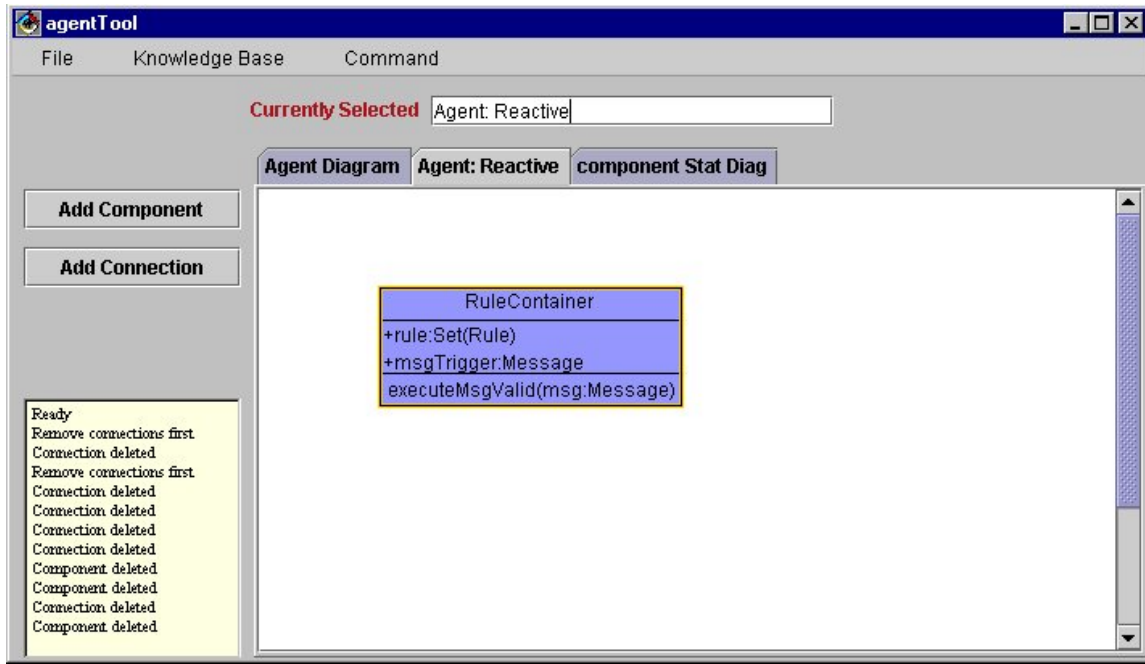 agentTool
File Knowledge Base Command
Currently Selected Agent: Reactive
Agent Diagram Agent: Reactive component Stat Diag
Add Component
Add Connection
RuleContainer
+rule:Set(Rule)
+msgTrigger:Message
executeMsgValid(msg:Message)
Ready
Remove connections first
Connection deleted
Remove connections first
Connection deleted
Connection deleted
Connection deleted
Connection deleted
Component deleted
Component deleted
Connection deleted
Component deleted